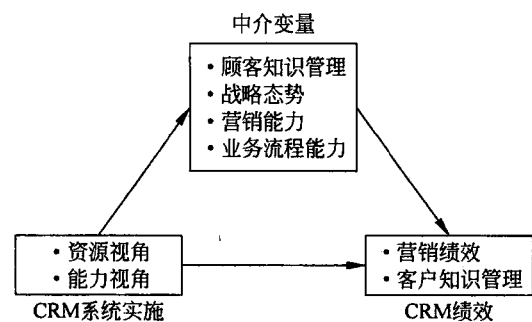 中介变量
·顾客知识管理
·战略态势
·营销能力
·业务流程能力
·资源视角
·能力视角
CRM系统实施
·营销绩效
·客户知识管理
CRM绩效